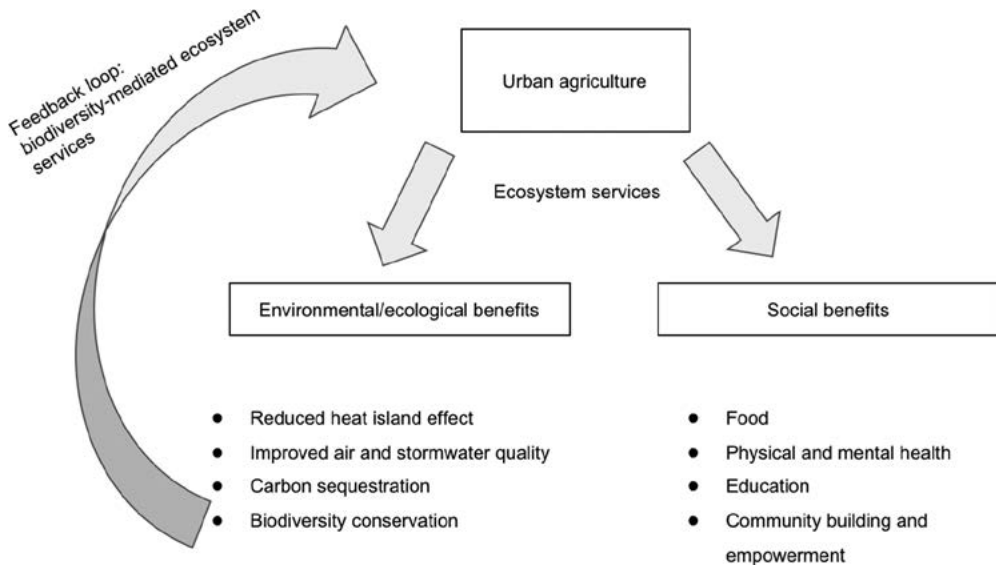 Feedback loop:
biodiversity-mediated ecosystem
services
Urban agriculture
Ecosystem services
Environmental/ecological benefits
Social benefits
● Reduced heat island effect
● Improved air and stormwater quality
● Carbon sequestration
● Biodiversity conservation
● Food
● Physical and mental health
● Education
● Community building and
empowerment